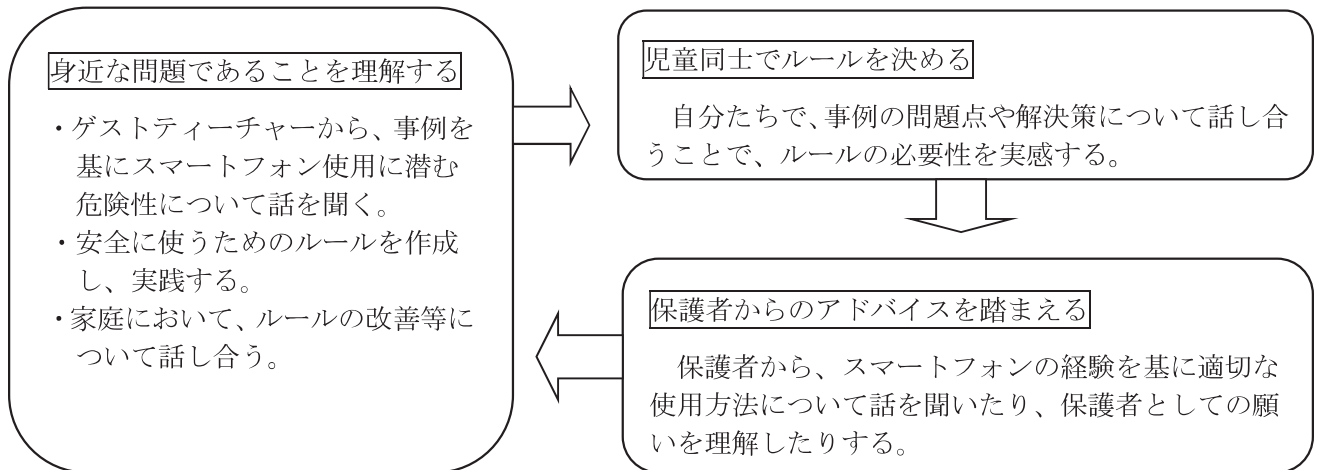 身近な問題であることを理解する
・ゲストティーチャーから、事例を
基にスマートフォン使用に潜む
危険性について話を聞く。
・安全に使うためのルールを作成
し、実践する。
・家庭において、ルールの改善等に
ついて話し合う。
児童同士でルールを決める
自分たちで、事例の問題点や解決策について話し合
うことで、ルールの必要性を実感する。
保護者からのアドバイスを踏まえる
保護者から、スマートフォンの経験を基に適切な
使用方法について話を聞いたり、保護者としての願
いを理解したりする。